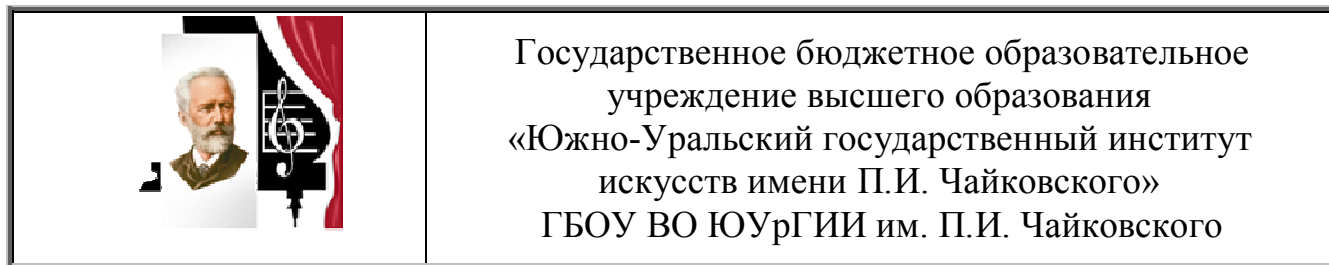 Государственное бюджетное образовательное
учреждение высшего образования
«Южно-Уральский государственный институт
искусств имени П.И. Чайковского»
ГБОУ ВО ЮУрГИИ им. П.И. Чайковского